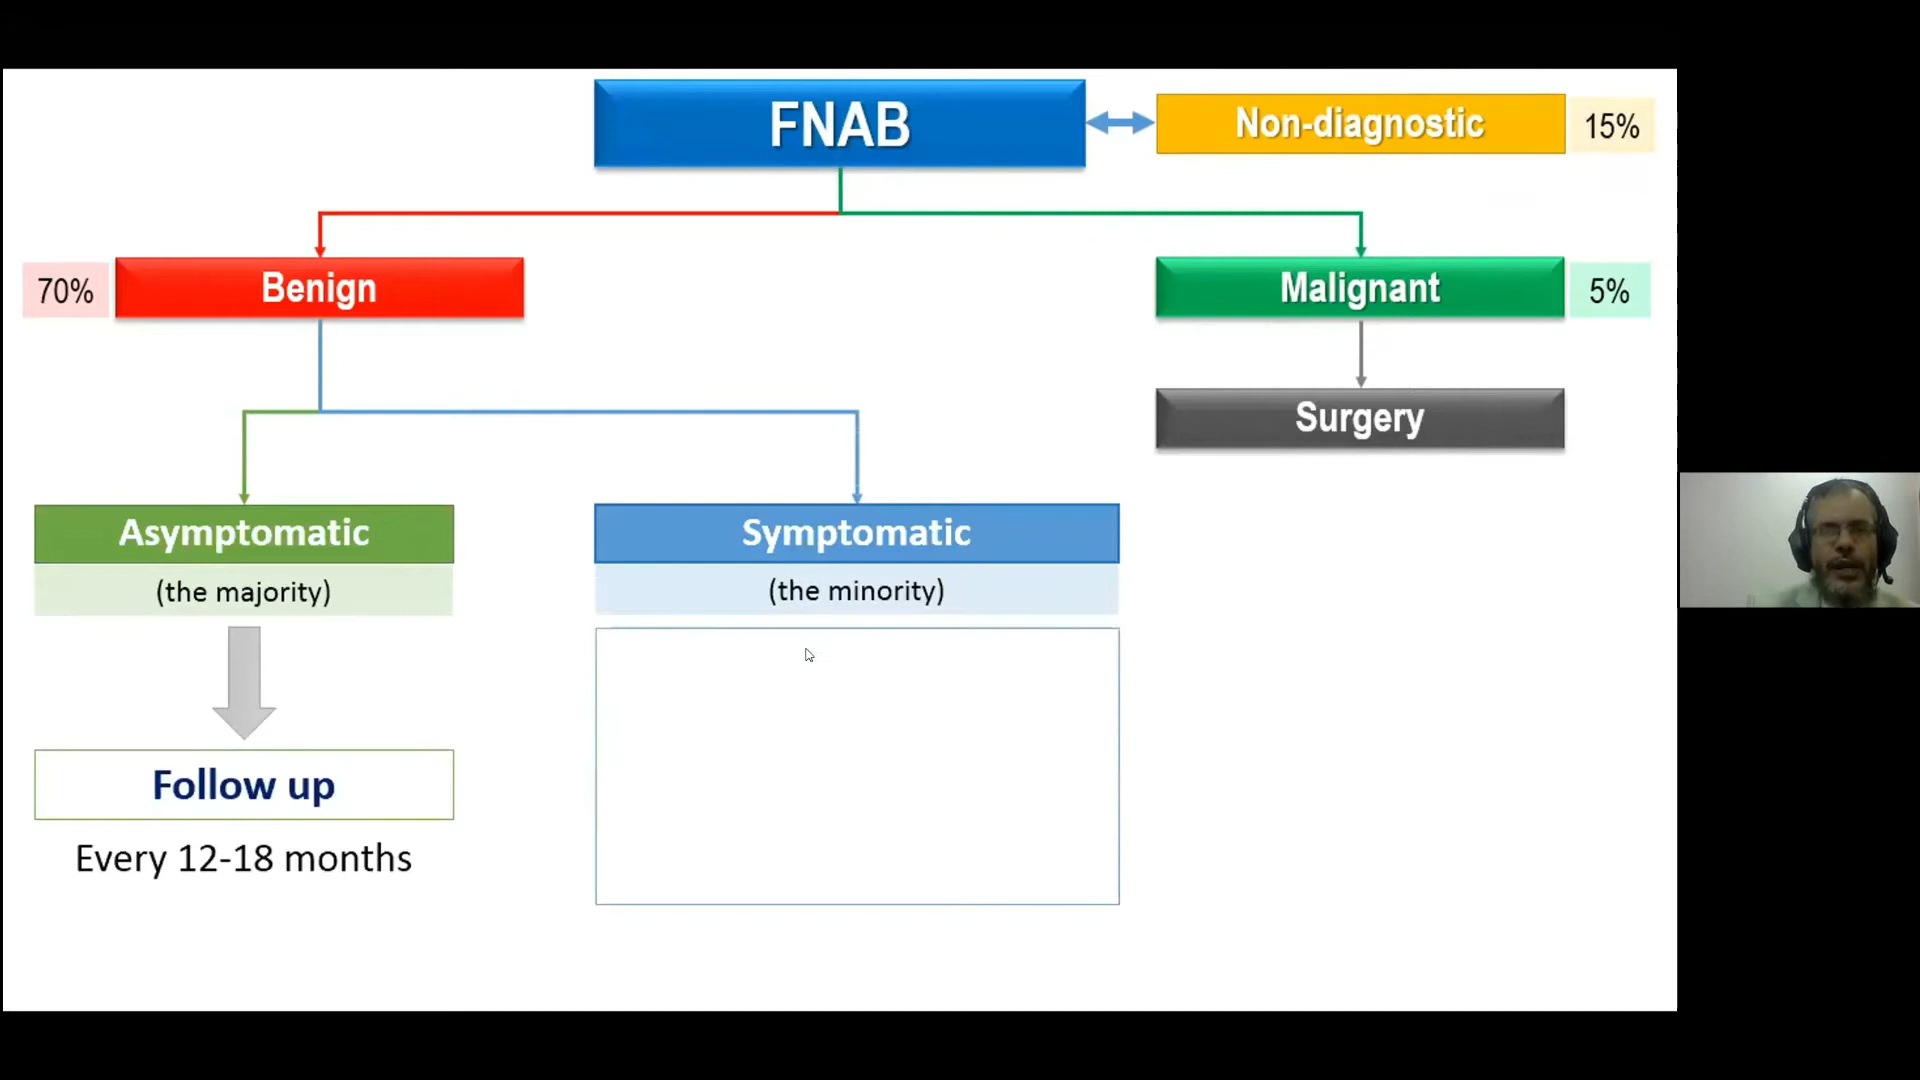 FNAB
Non-diagnostic
15%
70%
Benign
Malignant
5%
Surgery
Asymptomatic
(the majority)
Symptomatic
(the minority)
Follow up
Every 12-18 months